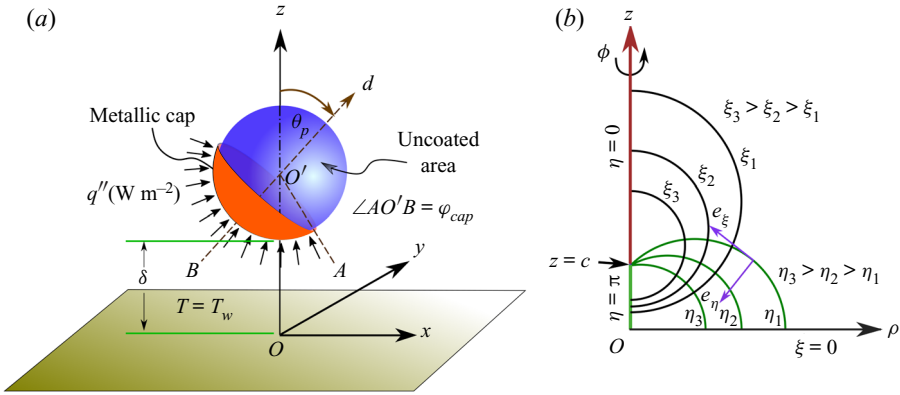 (a)
z
d
θp
Metallic cap
Uncoated
area
O′
q″(W m⁻²)
∠AO′B = φcap
B
A
y
δ
T = Tw
O
x
(b)
z
ϕ
η = 0
ξ3 > ξ2 > ξ1
ξ1
ξ2
ξ3
eξ
z = c
η3 > η2 > η1
η = π
eη
η3
η2
η1
O
ξ = 0
ρ